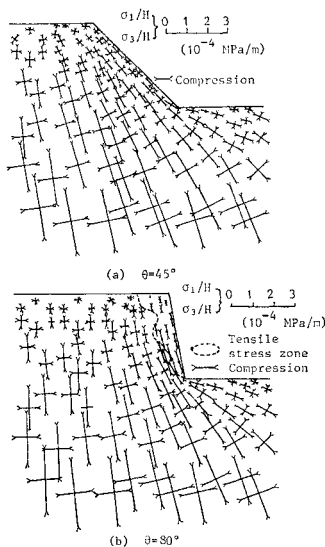 σ₁/H
σ₃/H
0 1 2 3
(10⁻⁴ MPa/m)
Compression
(a) θ=45°
σ₁/H
σ₃/H
0 1 2 3
(10⁻⁴ MPa/m)
Tensile
stress zone
Compression
(b) θ=80°